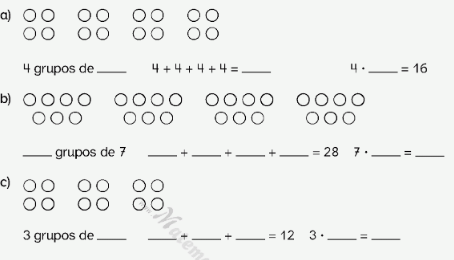 a)
4 grupos de ____ 4 + 4 + 4 + 4 = ____ 4 · ____ = 16
b)
____ grupos de 7 ____ + ____ + ____ + ____ = 28 7 · ____ = ____
c)
3 grupos de ____ ____ + ____ + ____ = 12 3 · ____ = ____